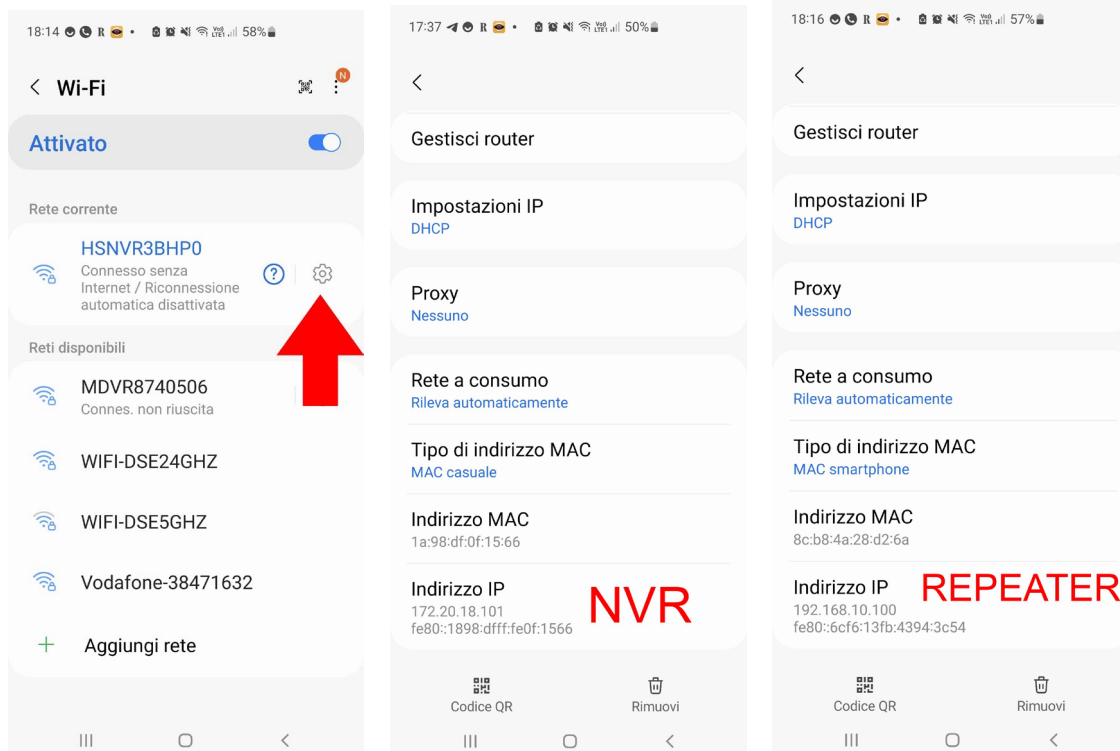 18:14 R • Vo)) LTE1 58%
Wi-Fi
N
Attivato
Rete corrente
HSNVR3BHP0
Connesso senza
Internet / Riconnessione
automatica disattivata
?
Reti disponibili
MDVR8740506
Connes. non riuscita
WIFI-DSE24GHZ
WIFI-DSE5GHZ
Vodafone-38471632
Aggiungi rete
17:37 R • Vo)) LTE1 50%
Gestisci router
Impostazioni IP
DHCP
Proxy
Nessuno
Rete a consumo
Rileva automaticamente
Tipo di indirizzo MAC
MAC casuale
Indirizzo MAC
1a:98:df:0f:15:66
Indirizzo IP
172.20.18.101
fe80::1898:dfff:fe0f:1566
NVR
Codice QR
Rimuovi
18:16 R • Vo)) LTE1 57%
Gestisci router
Impostazioni IP
DHCP
Proxy
Nessuno
Rete a consumo
Rileva automaticamente
Tipo di indirizzo MAC
MAC smartphone
Indirizzo MAC
8c:b8:4a:28:d2:6a
Indirizzo IP
192.168.10.100
fe80::6cf6:13fb:4394:3c54
REPEATER
Codice QR
Rimuovi